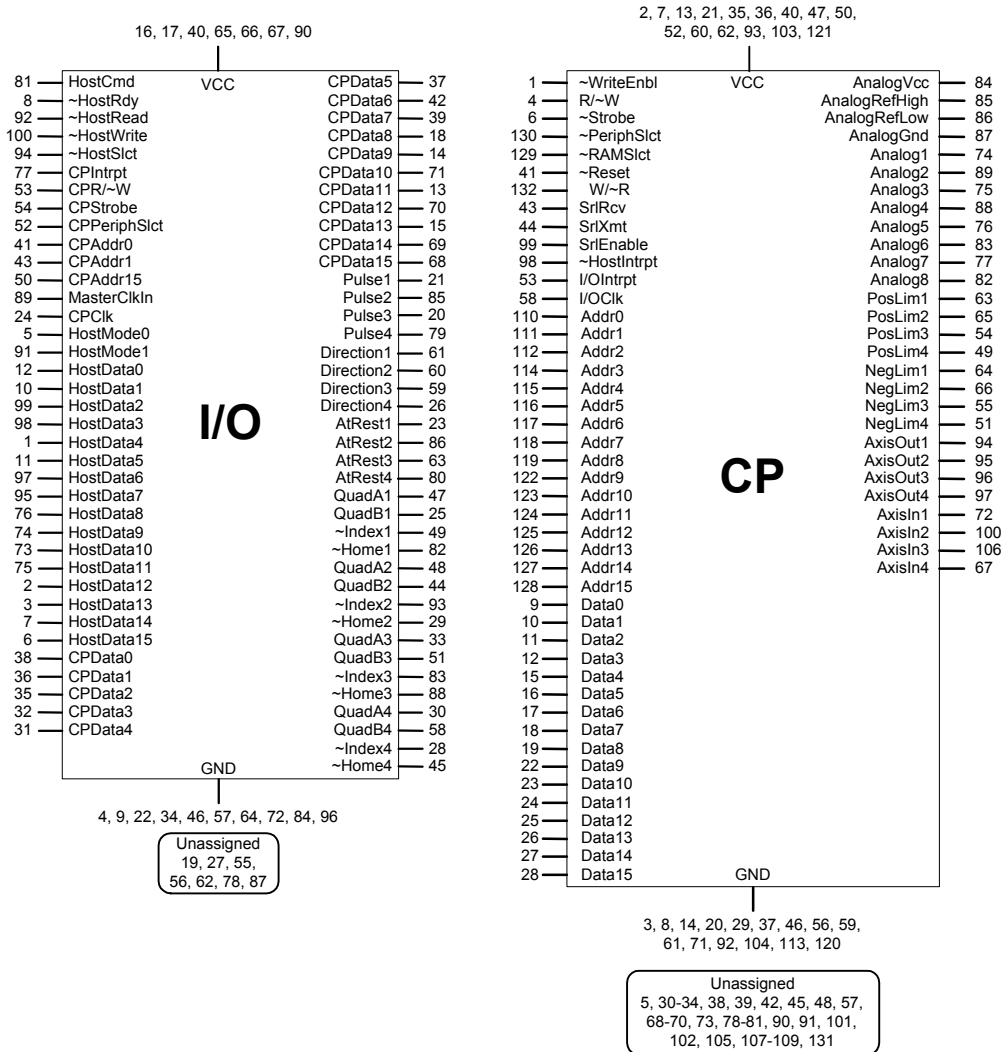 16, 17, 40, 65, 66, 67, 90
VCC
81 HostCmd
8 ~HostRdy
92 ~HostRead
100 ~HostWrite
94 ~HostSlct
77 CPIntrpt
53 CPR/~W
54 CPStrobe
52 CPPeriphSlct
41 CPAddr0
43 CPAddr1
50 CPAddr15
89 MasterClkIn
24 CPClk
5 HostMode0
91 HostMode1
12 HostData0
10 HostData1
99 HostData2
98 HostData3
1 HostData4
11 HostData5
97 HostData6
95 HostData7
76 HostData8
74 HostData9
73 HostData10
75 HostData11
2 HostData12
3 HostData13
7 HostData14
6 HostData15
38 CPData0
36 CPData1
35 CPData2
32 CPData3
31 CPData4
I/O
CPData5 37
CPData6 42
CPData7 39
CPData8 18
CPData9 14
CPData10 71
CPData11 13
CPData12 70
CPData13 15
CPData14 69
CPData15 68
Pulse1 21
Pulse2 85
Pulse3 20
Pulse4 79
Direction1 61
Direction2 60
Direction3 59
Direction4 26
AtRest1 23
AtRest2 86
AtRest3 63
AtRest4 80
QuadA1 47
QuadB1 25
~Index1 49
~Home1 82
QuadA2 48
QuadB2 44
~Index2 93
~Home2 29
QuadA3 33
QuadB3 51
~Index3 83
~Home3 88
QuadA4 30
QuadB4 58
~Index4 28
~Home4 45
GND
4, 9, 22, 34, 46, 57, 64, 72, 84, 96
Unassigned
19, 27, 55,
56, 62, 78, 87
2, 7, 13, 21, 35, 36, 40, 47, 50,
52, 60, 62, 93, 103, 121
VCC
1 ~WriteEnbl
4 R/~W
6 ~Strobe
130 ~PeriphSlct
129 ~RAMSlct
41 ~Reset
132 W/~R
43 SrlRcv
44 SrlXmt
99 SrlEnable
98 ~HostIntrpt
53 I/OIntrpt
58 I/OClk
110 Addr0
111 Addr1
112 Addr2
114 Addr3
115 Addr4
116 Addr5
117 Addr6
118 Addr7
119 Addr8
122 Addr9
123 Addr10
124 Addr11
125 Addr12
126 Addr13
127 Addr14
128 Addr15
9 Data0
10 Data1
11 Data2
12 Data3
15 Data4
16 Data5
17 Data6
18 Data7
19 Data8
22 Data9
23 Data10
24 Data11
25 Data12
26 Data13
27 Data14
28 Data15
CP
AnalogVcc 84
AnalogRefHigh 85
AnalogRefLow 86
AnalogGnd 87
Analog1 74
Analog2 89
Analog3 75
Analog4 88
Analog5 76
Analog6 83
Analog7 77
Analog8 82
PosLim1 63
PosLim2 65
PosLim3 54
PosLim4 49
NegLim1 64
NegLim2 66
NegLim3 55
NegLim4 51
AxisOut1 94
AxisOut2 95
AxisOut3 96
AxisOut4 97
AxisIn1 72
AxisIn2 100
AxisIn3 106
AxisIn4 67
GND
3, 8, 14, 20, 29, 37, 46, 56, 59,
61, 71, 92, 104, 113, 120
Unassigned
5, 30-34, 38, 39, 42, 45, 48, 57,
68-70, 73, 78-81, 90, 91, 101,
102, 105, 107-109, 131